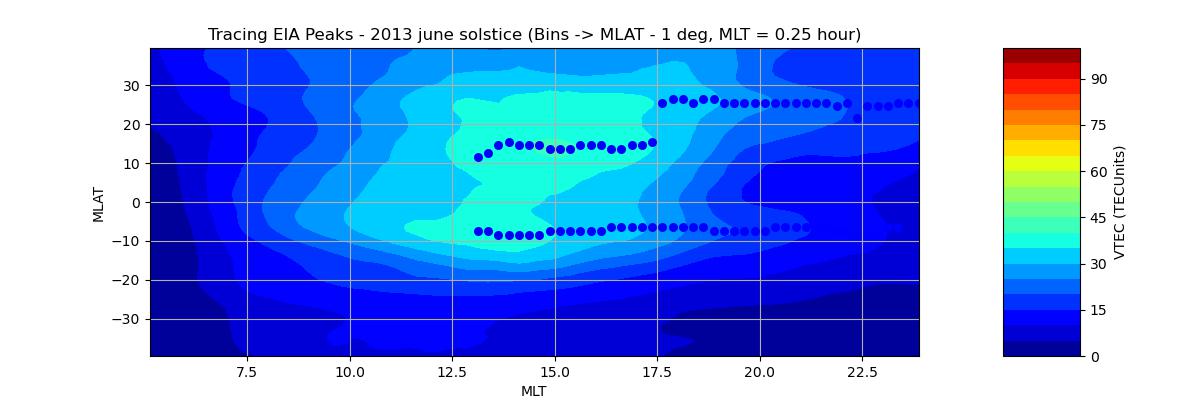 Tracing EIA Peaks - 2013 june solstice (Bins -> MLAT - 1 deg, MLT = 0.25 hour)
30
20
10
0
−10
−20
−30
MLAT
7.5 10.0 12.5 15.0 17.5 20.0 22.5
MLT
90
75
60
45
30
15
0
VTEC (TECUnits)